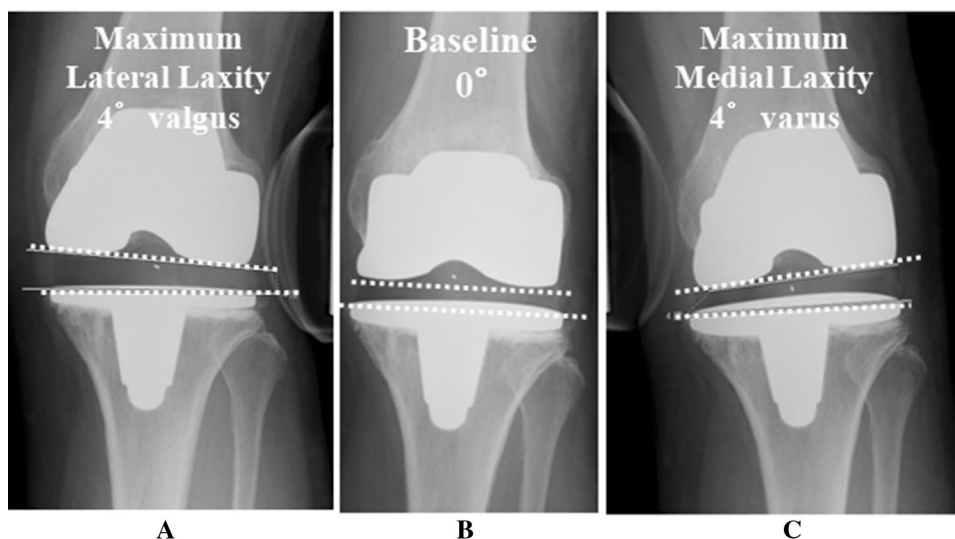 Maximum
Lateral Laxity
4° valgus
Baseline
0°
Maximum
Medial Laxity
4° varus
A
B
C